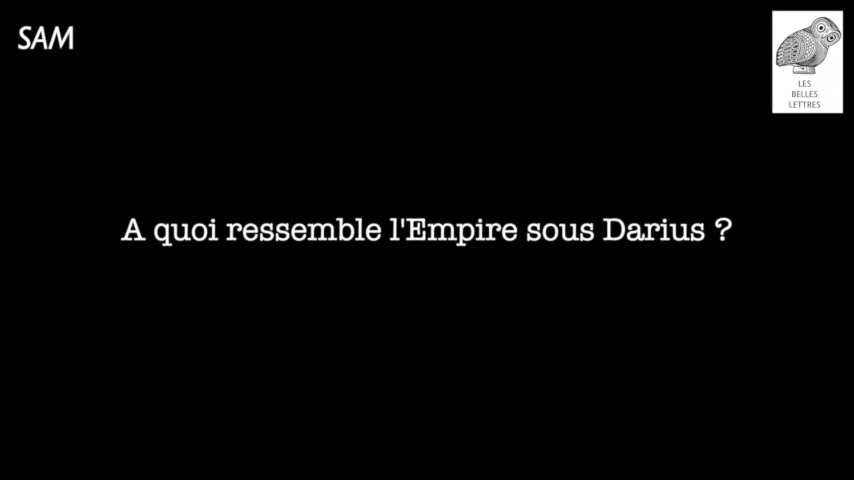 SAM
LES
BELLES
LETTRES
A quoi ressemble l'Empire sous Darius ?